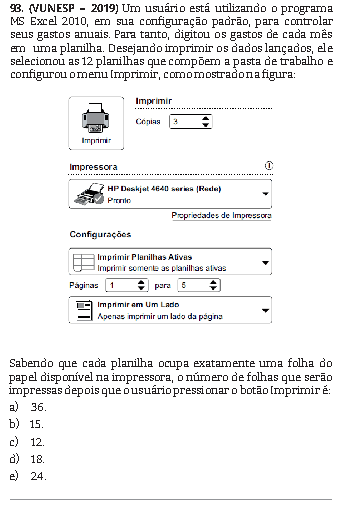 93. (VUNESP – 2019) Um usuário está utilizando o programa
MS Excel 2010, em sua configuração padrão, para controlar
seus gastos anuais. Para tanto, digitou os gastos de cada mês
em uma planilha. Desejando imprimir os dados lançados, ele
selecionou as 12 planilhas que compõem a pasta de trabalho e
configurou o menu Imprimir, como mostrado na figura:
Imprimir
Cópias 3
Imprimir
Impressora
HP Deskjet 4640 series (Rede)
Pronto
Propriedades de Impressora
Configurações
Imprimir Planilhas Ativas
Imprimir somente as planilhas ativas
Páginas 1 para 5
Imprimir em Um Lado
Apenas imprimir um lado da página
Sabendo que cada planilha ocupa exatamente uma folha do
papel disponível na impressora, o número de folhas que serão
impressas depois que o usuário pressionar o botão Imprimir é:
a) 36.
b) 15.
c) 12.
d) 18.
e) 24.